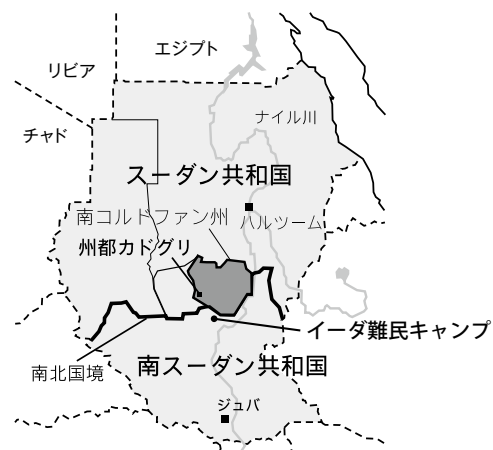 エジプト
リビア
ナイル川
チャド
スーダン共和国
南コルドファン州
ハルツーム
州都カドグリ
イーダ難民キャンプ
南スーダン共和国
南北国境
ジュバ